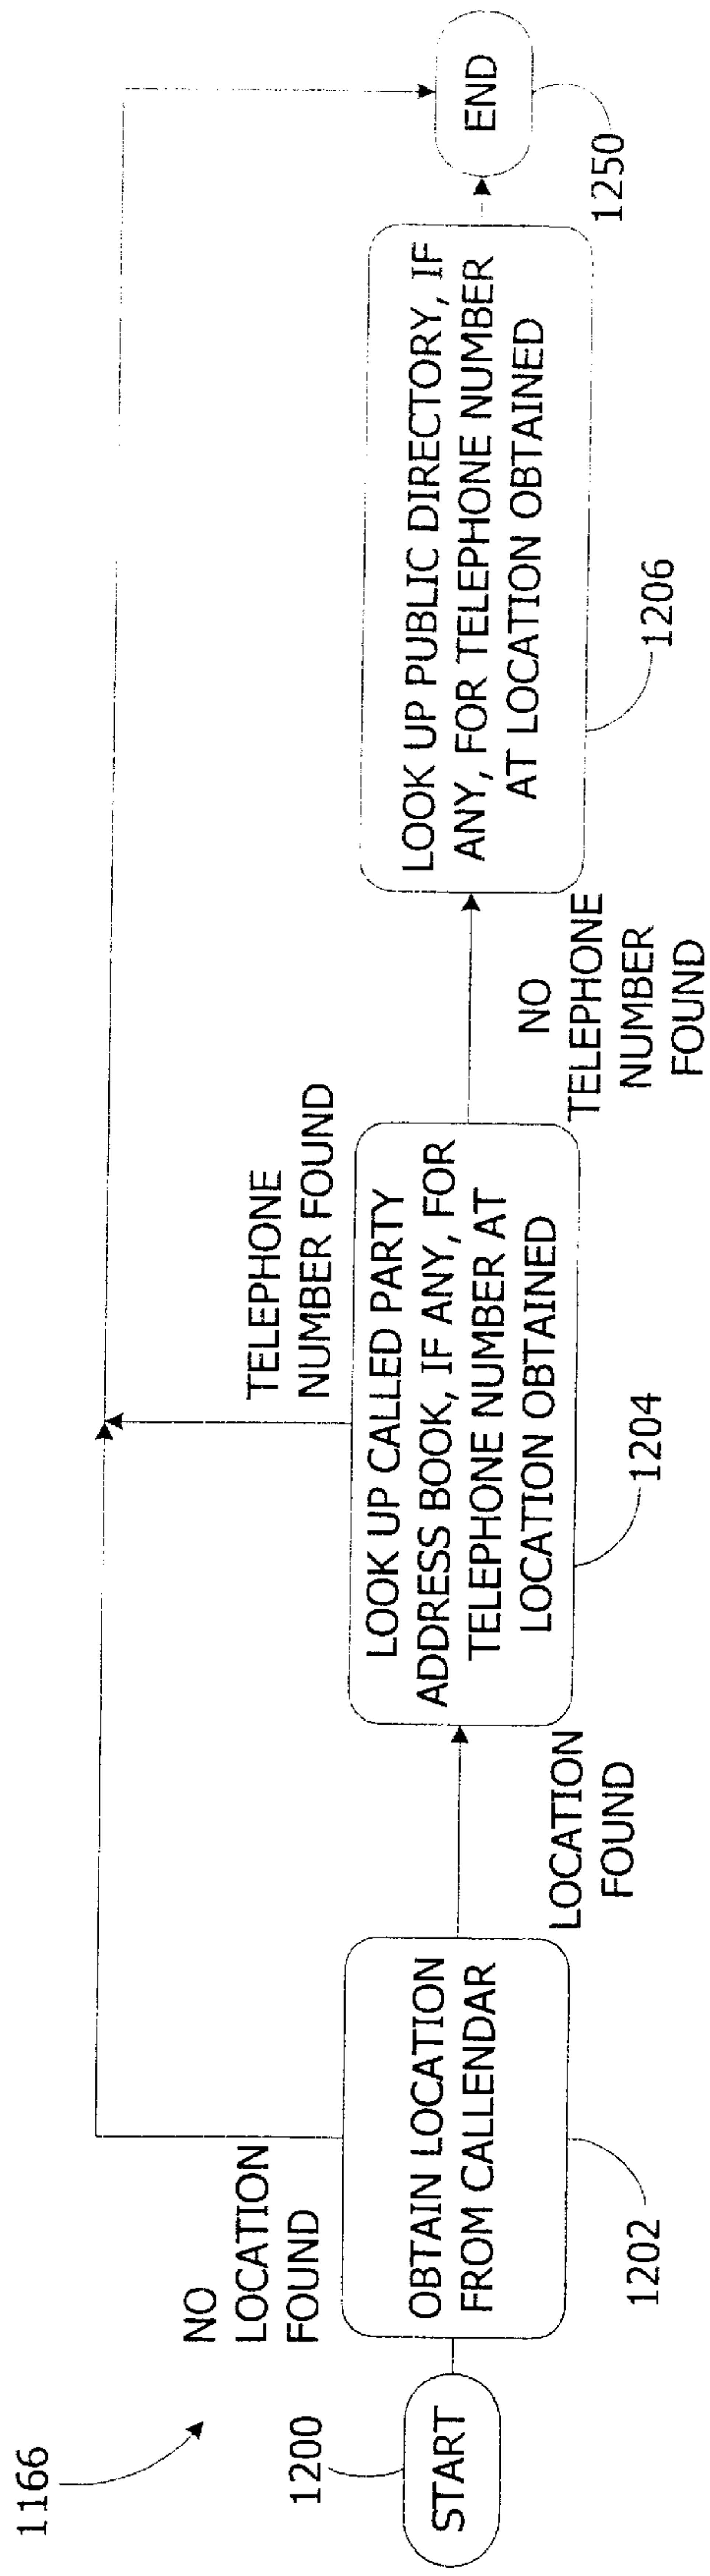 1166
1200
START
NO
LOCATION
FOUND
OBTAIN LOCATION
FROM CALLENDAR
1202
LOCATION
FOUND
TELEPHONE
NUMBER FOUND
LOOK UP CALLED PARTY
ADDRESS BOOK, IF ANY, FOR
TELEPHONE NUMBER AT
LOCATION OBTAINED
1204
NO
TELEPHONE
NUMBER
FOUND
LOOK UP PUBLIC DIRECTORY, IF
ANY, FOR TELEPHONE NUMBER
AT LOCATION OBTAINED
1206
END
1250